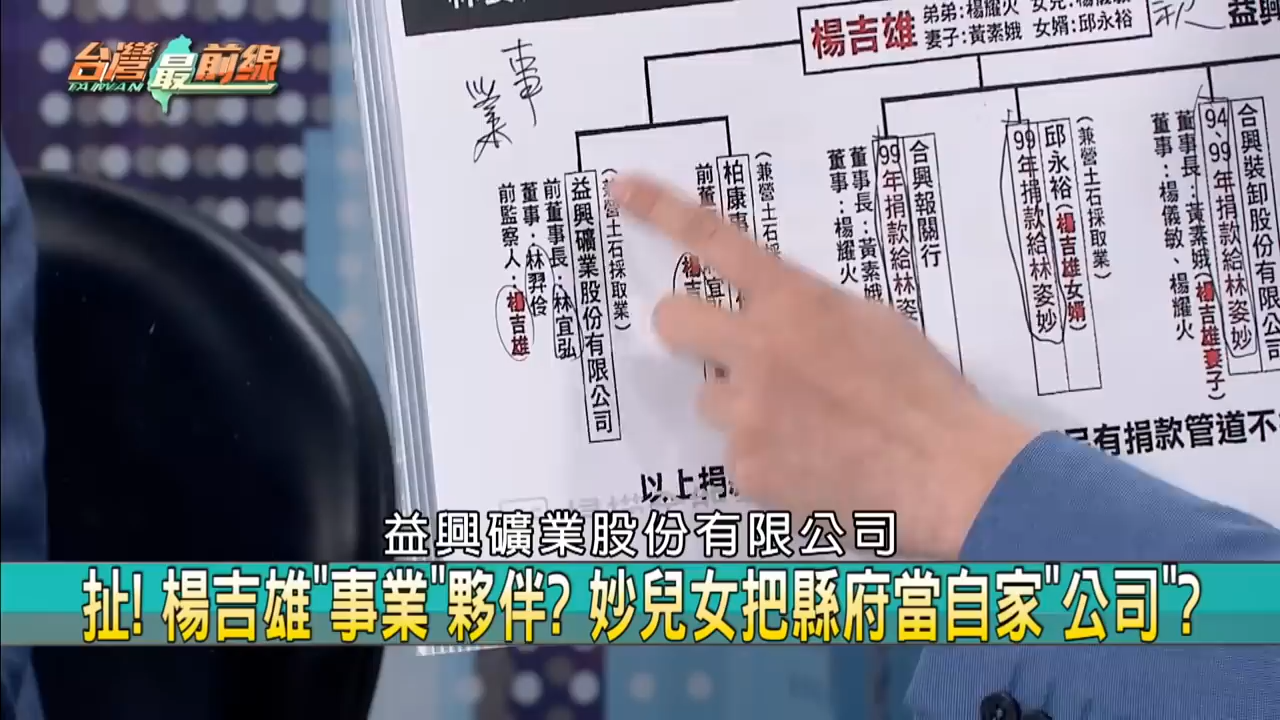 台灣最前線
TAIWAN
事業
楊吉雄
弟弟:楊耀火 女兒:楊儀敏
妻子:黃素娥 女婿:邱永裕
益興
(兼營土石採取業)
益興礦業股份有限公司
前董事長:林宜弘
董事:林羿伶
前監察人:楊吉雄
(兼營土石採
柏康事
前董
合興報關行
99年捐款給林姿妙
董事長:黃素娥
董事:楊耀火
(兼營土石採取業)
邱永裕(楊吉雄女婿)
99年捐款給林姿妙
合興裝卸股份有限公司
94、99年捐款給林姿妙
董事長:黃素娥(楊吉雄妻子)
董事:楊儀敏、楊耀火
以上捐
有捐款管道不
益興礦業股份有限公司
扯! 楊吉雄"事業"夥伴? 妙兒女把縣府當自家"公司"?